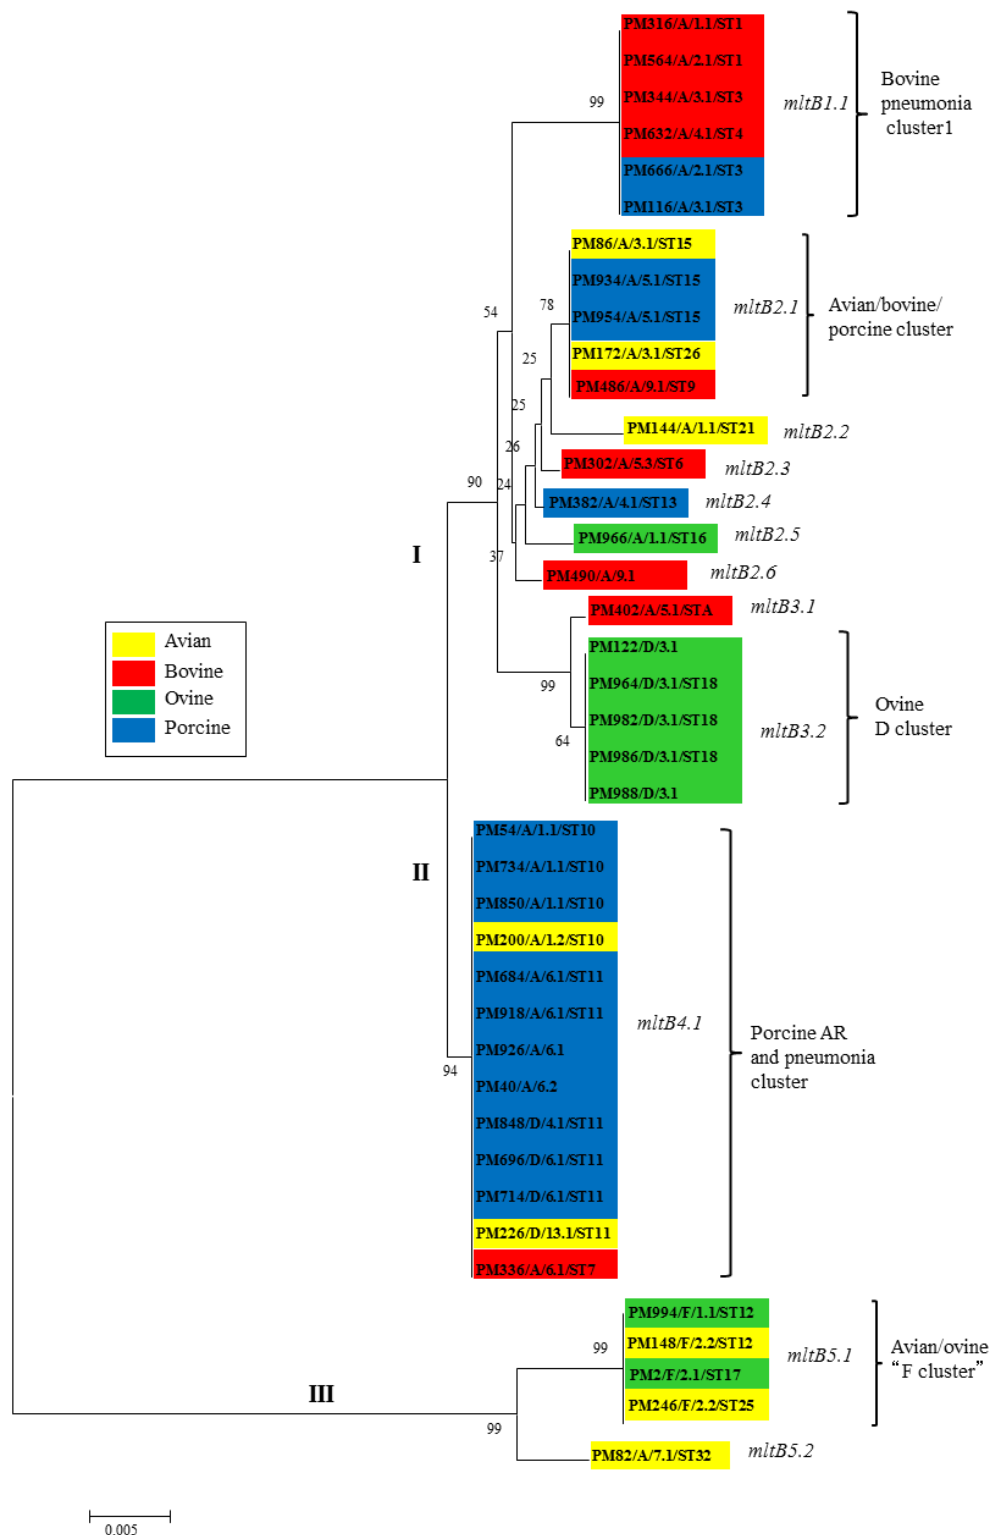 PM316/A/1.1/ST1
PM564/A/2.1/ST1
PM344/A/3.1/ST3
PM632/A/4.1/ST4
PM666/A/2.1/ST3
PM116/A/3.1/ST3
99
mltB1.1
Bovine
pneumonia
cluster1
PM86/A/3.1/ST15
PM934/A/5.1/ST15
PM954/A/5.1/ST15
PM172/A/3.1/ST26
PM486/A/9.1/ST9
78
mltB2.1
Avian/bovine/
porcine cluster
54
25
25
26
24
90
37
PM144/A/1.1/ST21
mltB2.2
PM302/A/5.3/ST6
mltB2.3
PM382/A/4.1/ST13
mltB2.4
PM966/A/1.1/ST16
mltB2.5
PM490/A/9.1
mltB2.6
I
PM402/A/5.1/STA
mltB3.1
PM122/D/3.1
PM964/D/3.1/ST18
PM982/D/3.1/ST18
PM986/D/3.1/ST18
PM988/D/3.1
99
64
mltB3.2
Ovine
D cluster
Avian
Bovine
Ovine
Porcine
II
PM54/A/1.1/ST10
PM734/A/1.1/ST10
PM850/A/1.1/ST10
PM200/A/1.2/ST10
PM684/A/6.1/ST11
PM918/A/6.1/ST11
PM926/A/6.1
PM40/A/6.2
PM848/D/4.1/ST11
PM696/D/6.1/ST11
PM714/D/6.1/ST11
PM226/D/13.1/ST11
PM336/A/6.1/ST7
94
mltB4.1
Porcine AR
and pneumonia
cluster
III
PM994/F/1.1/ST12
PM148/F/2.2/ST12
PM2/F/2.1/ST17
PM246/F/2.2/ST25
99
mltB5.1
Avian/ovine
“F cluster”
99
PM82/A/7.1/ST32
mltB5.2
0.005